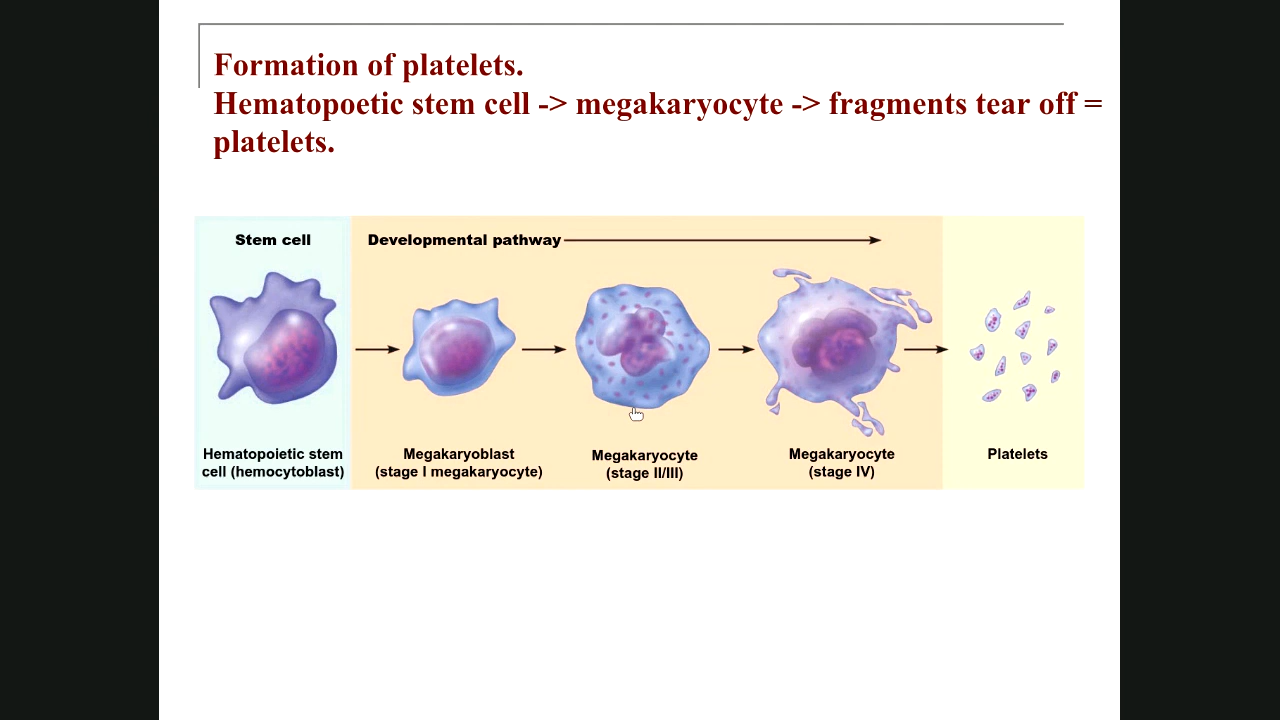 Formation of platelets.
Hematopoetic stem cell -> megakaryocyte -> fragments tear off =
platelets.
Stem cell
Developmental pathway
Hematopoietic stem
cell (hemocytoblast)
Megakaryoblast
(stage I megakaryocyte)
Megakaryocyte
(stage II/III)
Megakaryocyte
(stage IV)
Platelets